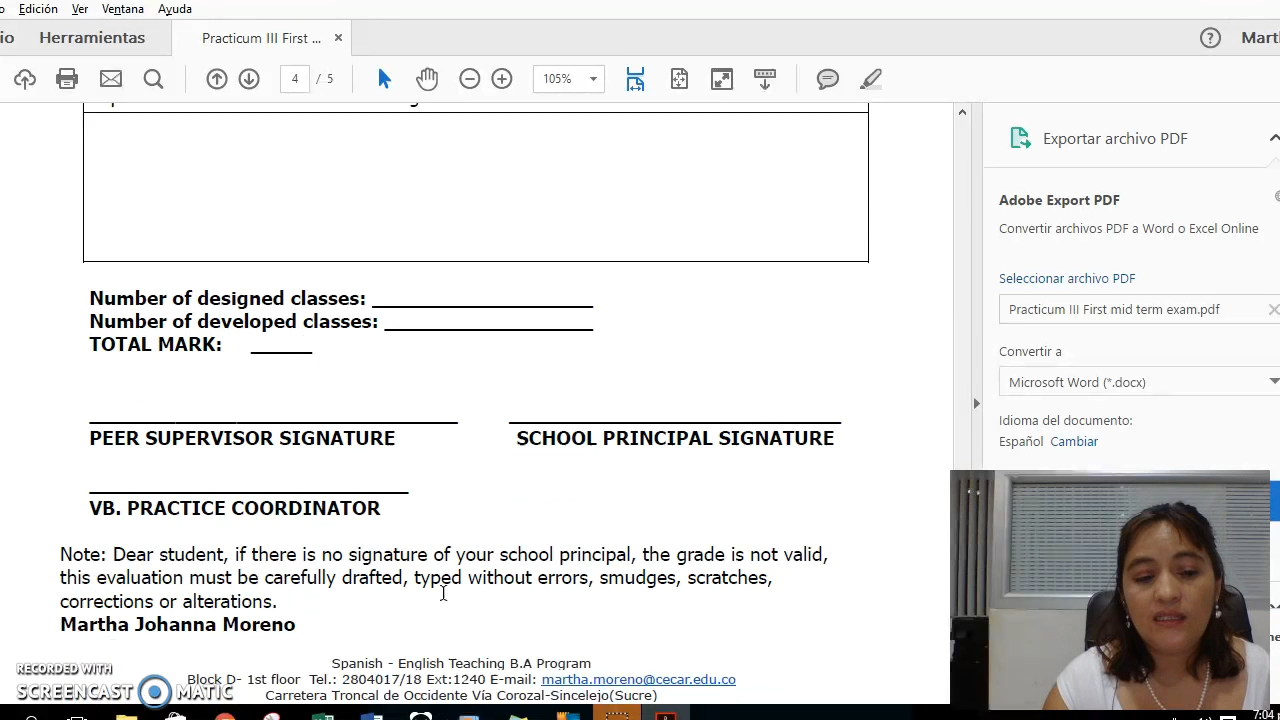 Edición Ver Ventana Ayuda
io Herramientas Practicum III First ... × Mart
4 / 5 105%
Exportar archivo PDF
Adobe Export PDF
Convertir archivos PDF a Word o Excel Online
Seleccionar archivo PDF
Practicum III First mid term exam.pdf
Convertir a
Microsoft Word (*.docx)
Idioma del documento:
Español Cambiar
Number of designed classes: ____________________
Number of developed classes: ___________________
TOTAL MARK: ______
PEER SUPERVISOR SIGNATURE SCHOOL PRINCIPAL SIGNATURE
VB. PRACTICE COORDINATOR
Note: Dear student, if there is no signature of your school principal, the grade is not valid,
this evaluation must be carefully drafted, typed without errors, smudges, scratches,
corrections or alterations.
Martha Johanna Moreno
Spanish - English Teaching B.A Program
Block D- 1st floor Tel.: 2804017/18 Ext:1240 E-mail: martha.moreno@cecar.edu.co
Carretera Troncal de Occidente Vía Corozal-Sincelejo(Sucre)
RECORDED WITH
SCREENCAST MATIC
7:04